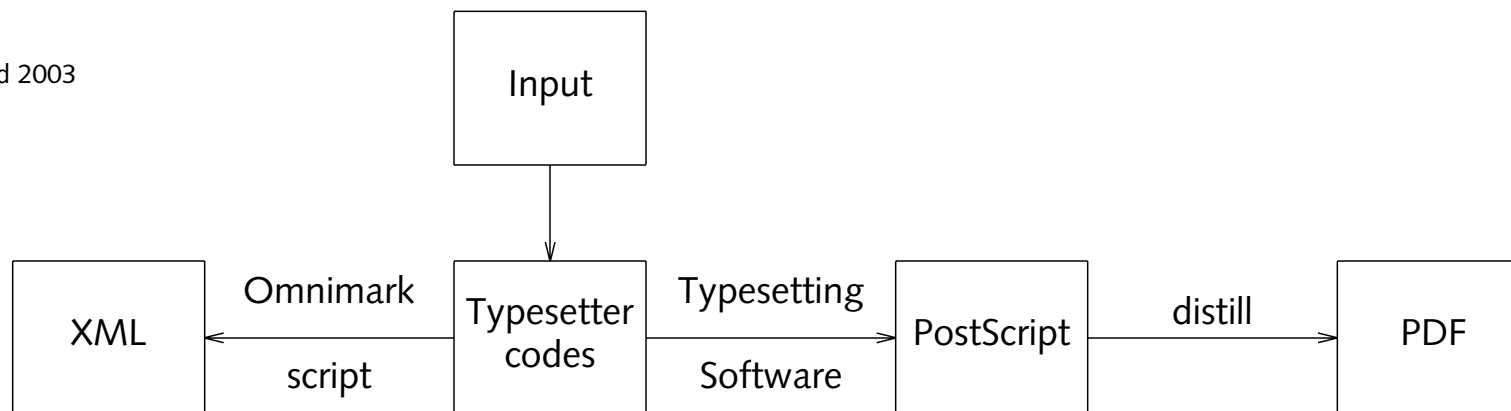 2003
Input
Omnimark
script
XML
Typesetter
codes
Typesetting
Software
PostScript
distill
PDF